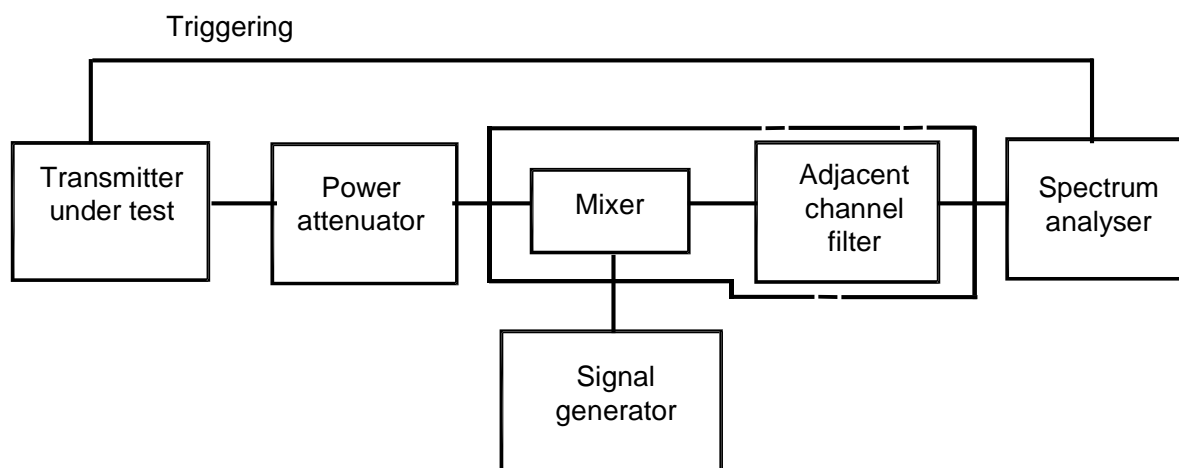 Triggering
Transmitter
under test
Power
attenuator
Mixer
Adjacent
channel
filter
Spectrum
analyser
Signal
generator